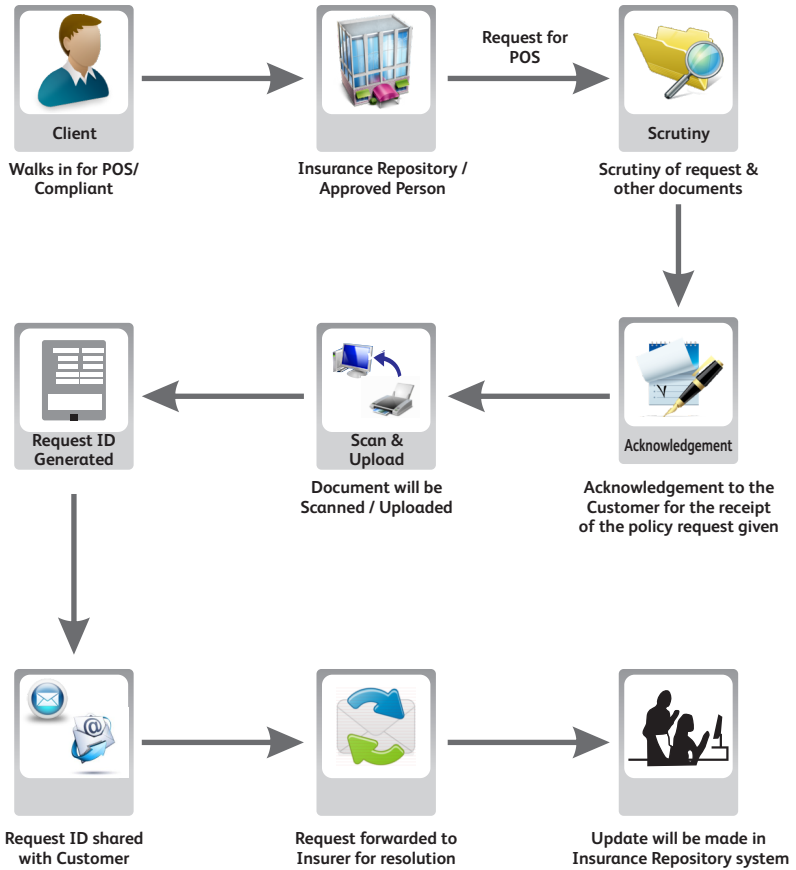 Client
Walks in for POS/
Compliant
Insurance Repository /
Approved Person
Request for
POS
Scrutiny
Scrutiny of request &
other documents
Acknowledgement
Acknowledgement to the
Customer for the receipt
of the policy request given
Scan &
Upload
Document will be
Scanned / Uploaded
Request ID
Generated
@
Request ID shared
with Customer
Request forwarded to
Insurer for resolution
Update will be made in
Insurance Repository system